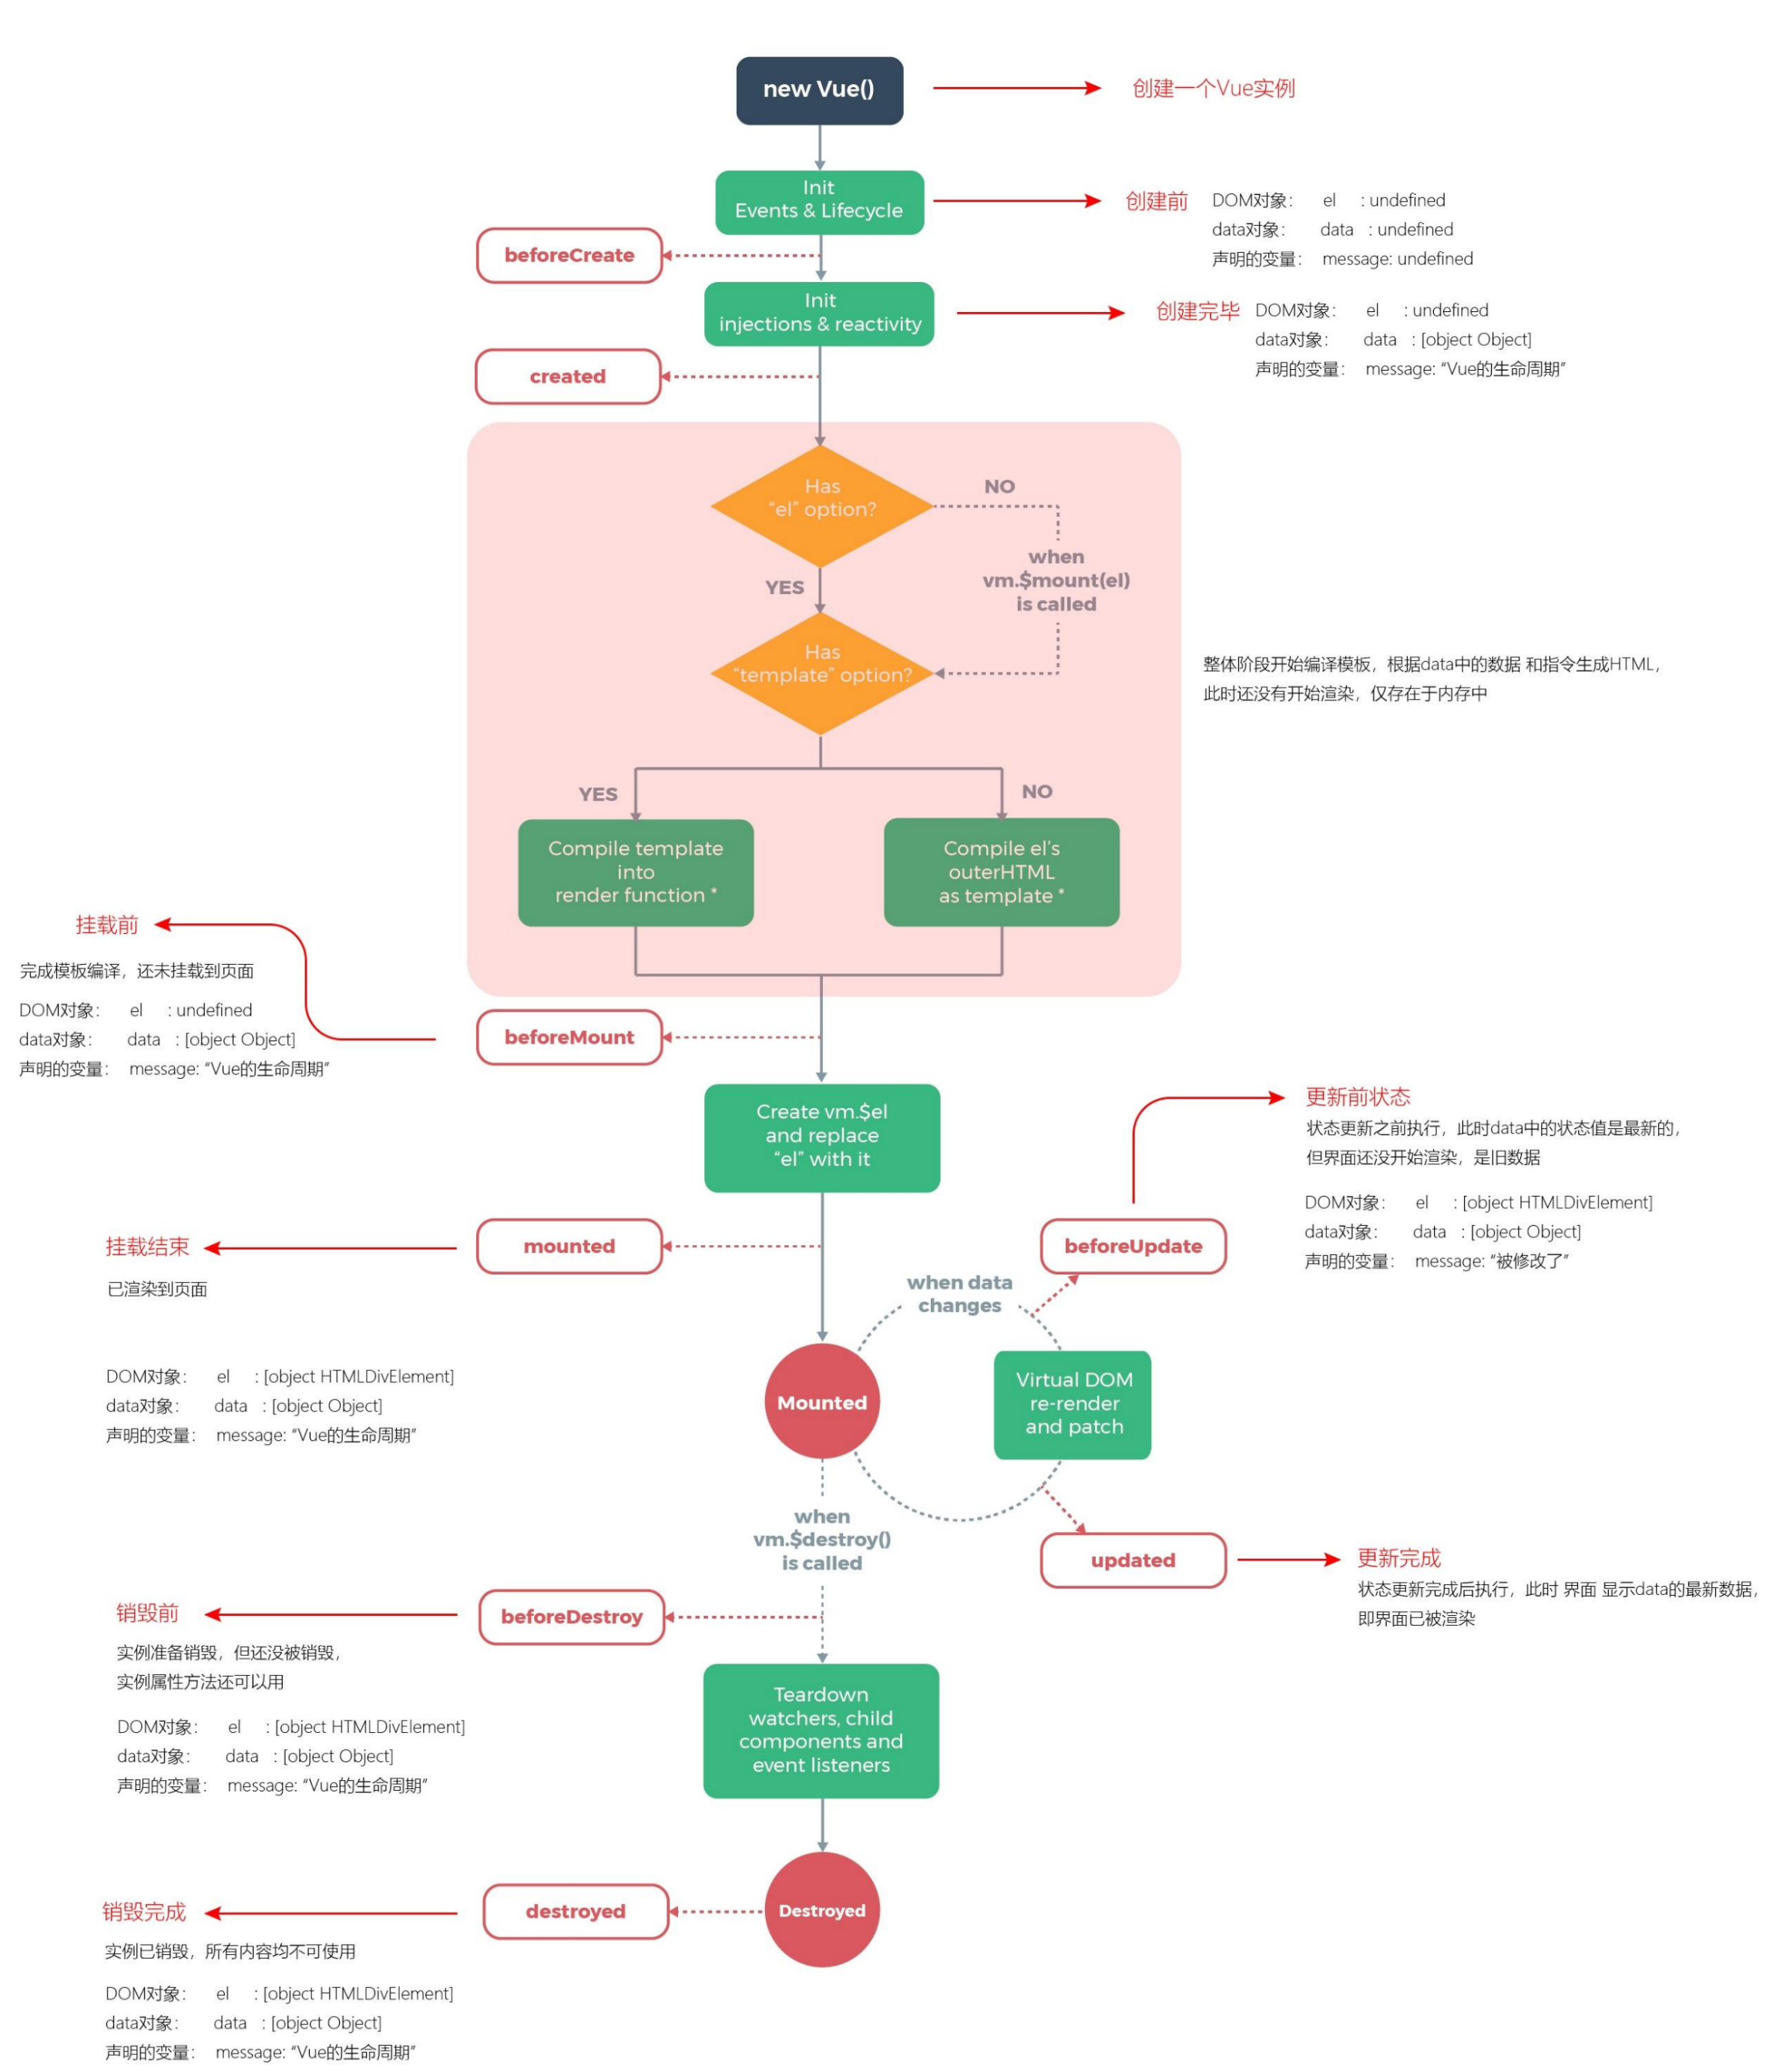 new Vue()
创建一个Vue实例
Init
Events & Lifecycle
创建前
DOM对象： el : undefined
data对象： data : undefined
声明的变量： message: undefined
beforeCreate
Init
injections & reactivity
创建完毕
DOM对象： el : undefined
data对象： data : [object Object]
声明的变量： message: “Vue的生命周期”
created
Has
“el” option?
NO
when
vm.$mount(el)
is called
YES
Has
“template” option?
整体阶段开始编译模板，根据data中的数据 和指令生成HTML，
此时还没有开始渲染，仅存在于内存中
YES
NO
Compile template
into
render function *
Compile el’s
outerHTML
as template *
挂载前
完成模板编译，还未挂载到页面
DOM对象： el : undefined
data对象： data : [object Object]
声明的变量： message: “Vue的生命周期”
beforeMount
Create vm.$el
and replace
“el” with it
更新前状态
状态更新之前执行，此时data中的状态值是最新的，
但界面还没开始渲染，是旧数据
DOM对象： el : [object HTMLDivElement]
data对象： data : [object Object]
声明的变量： message: “被修改了”
挂载结束
已渲染到页面
DOM对象： el : [object HTMLDivElement]
data对象： data : [object Object]
声明的变量： message: “Vue的生命周期”
mounted
beforeUpdate
when data
changes
Mounted
Virtual DOM
re-render
and patch
when
vm.$destroy()
is called
updated
更新完成
状态更新完成后执行，此时 界面 显示data的最新数据，
即界面已被渲染
销毁前
实例准备销毁，但还没被销毁，
实例属性方法还可以用
DOM对象： el : [object HTMLDivElement]
data对象： data : [object Object]
声明的变量： message: “Vue的生命周期”
beforeDestroy
Teardown
watchers, child
components and
event listeners
销毁完成
实例已销毁，所有内容均不可使用
DOM对象： el : [object HTMLDivElement]
data对象： data : [object Object]
声明的变量： message: “Vue的生命周期”
destroyed
Destroyed